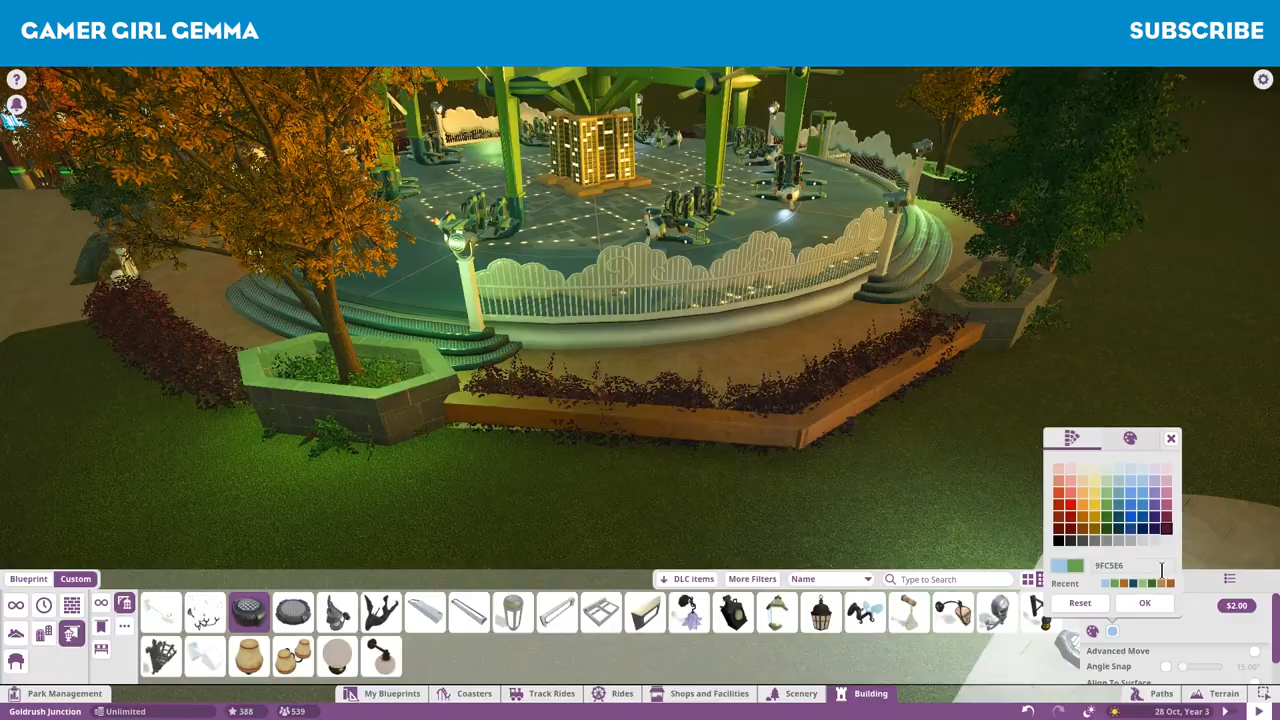 GAMER GIRL GEMMA
SUBSCRIBE
?
9FC5E6
Recent
Reset
OK
Blueprint
Custom
DLC items
More Filters
Name
Type to Search
$2.00
Advanced Move
Angle Snap
15.00°
Park Management
My Blueprints
Coasters
Track Rides
Rides
Shops and Facilities
Scenery
Building
Paths
Terrain
Goldrush Junction
Unlimited
388
539
28 Oct, Year 3